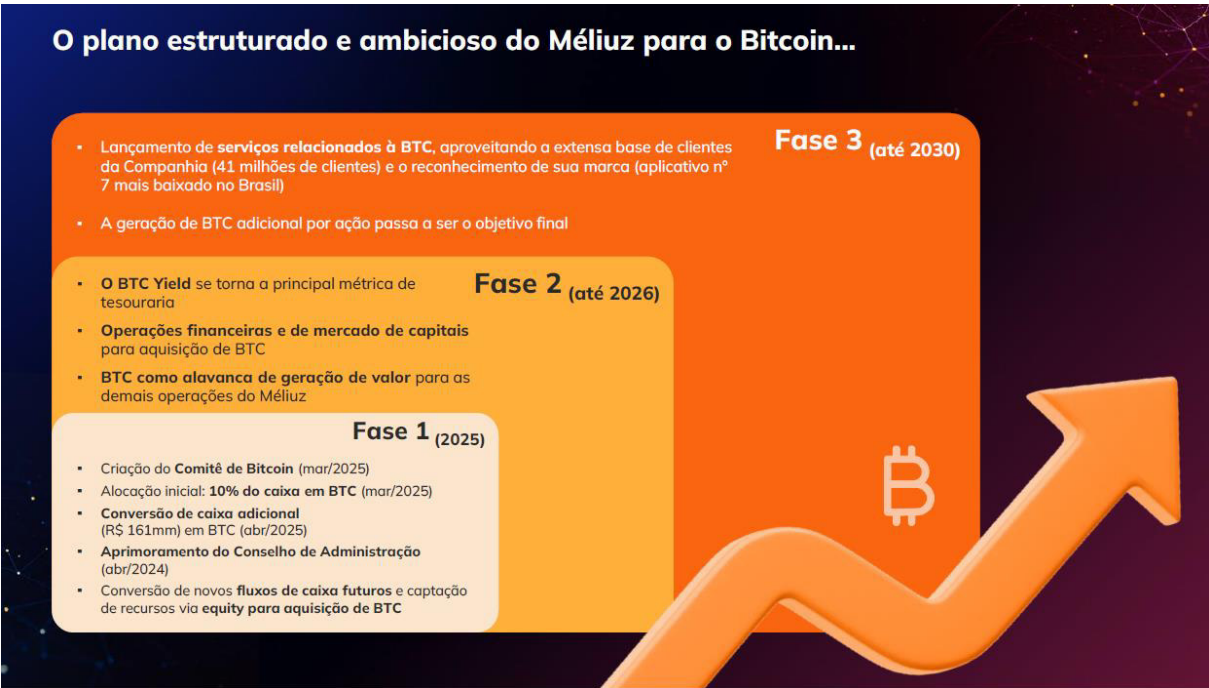 O plano estruturado e ambicioso do Méliuz para o Bitcoin...
Fase 3 (até 2030)
▪ Lançamento de serviços relacionados à BTC, aproveitando a extensa base de clientes
da Companhia (41 milhões de clientes) e o reconhecimento de sua marca (aplicativo nº
7 mais baixado no Brasil)
▪ A geração de BTC adicional por ação passa a ser o objetivo final
Fase 2 (até 2026)
▪ O BTC Yield se torna a principal métrica de
tesouraria
▪ Operações financeiras e de mercado de capitais
para aquisição de BTC
▪ BTC como alavanca de geração de valor para as
demais operações do Méliuz
Fase 1 (2025)
▪ Criação do Comitê de Bitcoin (mar/2025)
▪ Alocação inicial: 10% do caixa em BTC (mar/2025)
▪ Conversão de caixa adicional
(R$ 161mm) em BTC (abr/2025)
▪ Aprimoramento do Conselho de Administração
(abr/2024)
▪ Conversão de novos fluxos de caixa futuros e captação
de recursos via equity para aquisição de BTC